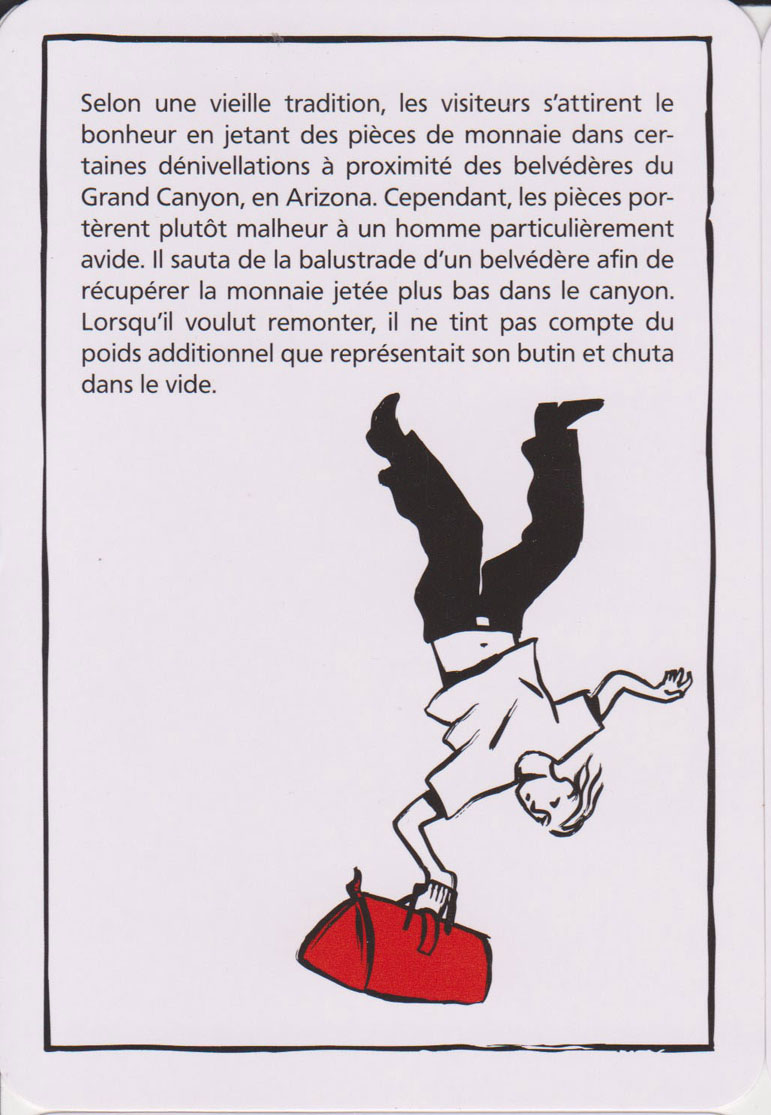 Selon une vieille tradition, les visiteurs s’attirent le
bonheur en jetant des pièces de monnaie dans cer-
taines dénivellations à proximité des belvédères du
Grand Canyon, en Arizona. Cependant, les pièces por-
tèrent plutôt malheur à un homme particulièrement
avide. Il sauta de la balustrade d’un belvédère afin de
récupérer la monnaie jetée plus bas dans le canyon.
Lorsqu’il voulut remonter, il ne tint pas compte du
poids additionnel que représentait son butin et chuta
dans le vide.